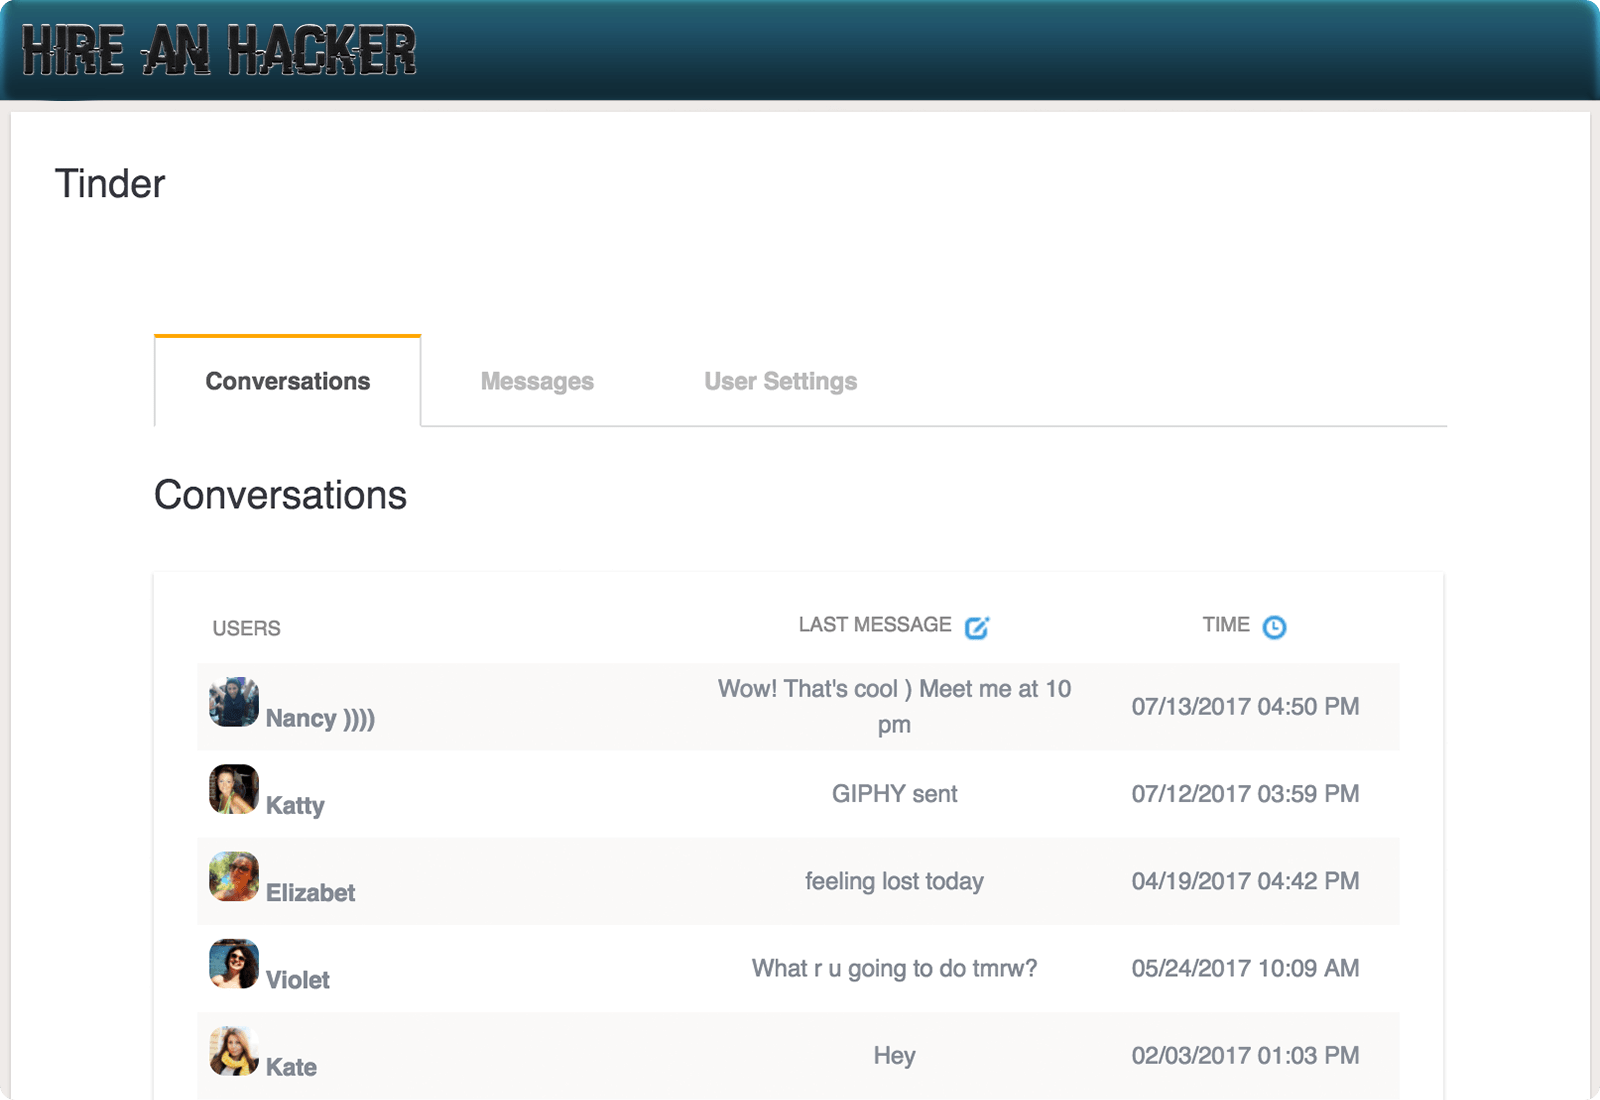 HIRE AN HACKER
Tinder
Conversations Messages User Settings
Conversations
USERS LAST MESSAGE TIME
Nancy )))) Wow! That's cool ) Meet me at 10 07/13/2017 04:50 PM
pm
Katty GIPHY sent 07/12/2017 03:59 PM
Elizabet feeling lost today 04/19/2017 04:42 PM
Violet What r u going to do tmrw? 05/24/2017 10:09 AM
Kate Hey 02/03/2017 01:03 PM